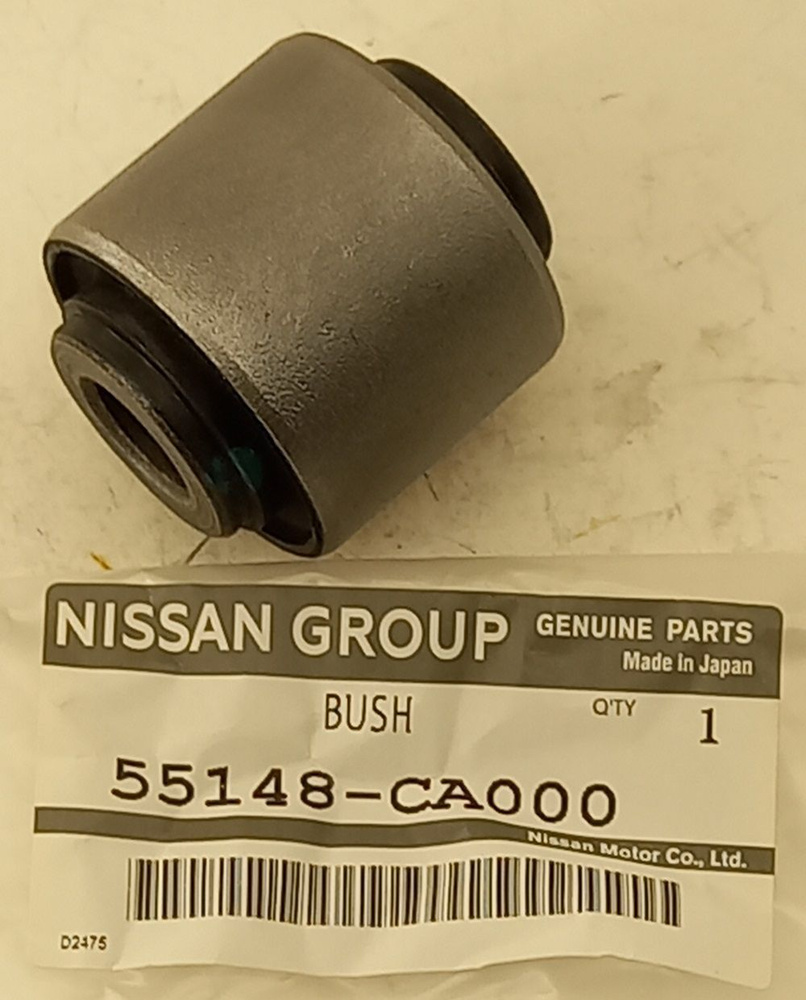 NISSAN GROUP GENUINE PARTS
Made in Japan
BUSH Q'TY 1
55148-CA000
Nissan Motor Co., Ltd.
D2475